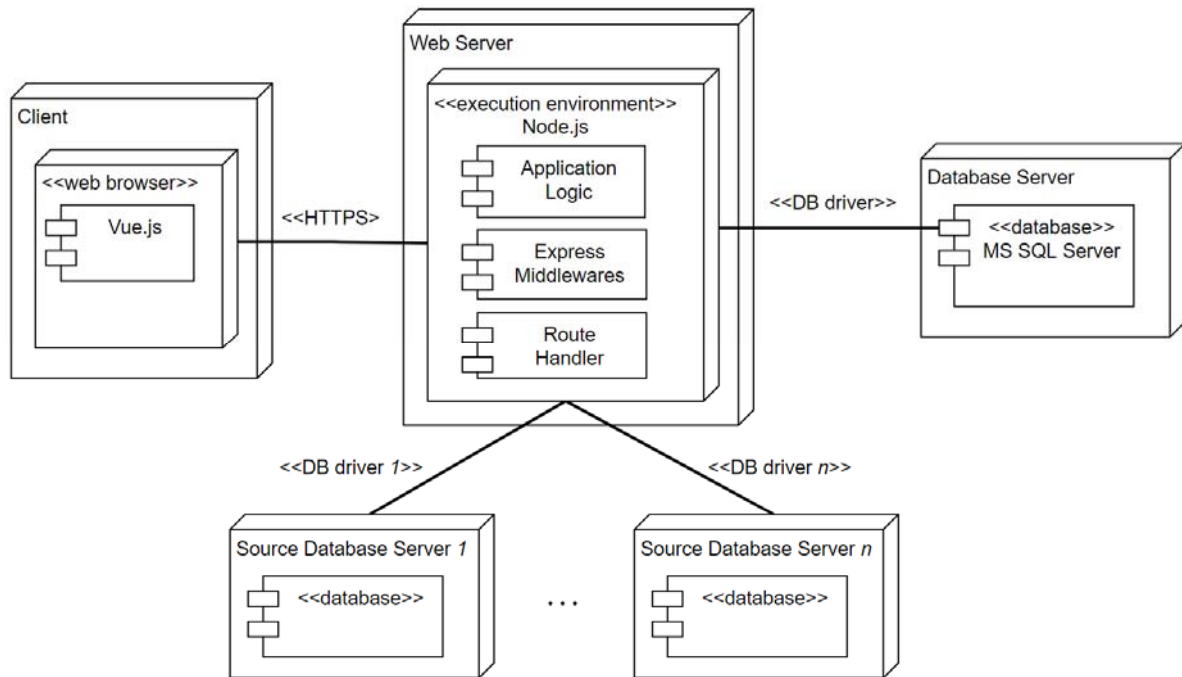 Web Server
<<execution environment>>
Node.js
Application
Logic
Express
Middlewares
Route
Handler
Client
<<web browser>>
Vue.js
<<HTTPS>
<<DB driver>>
Database Server
<<database>>
MS SQL Server
<<DB driver 1>>
<<DB driver n>>
Source Database Server 1
<<database>>
...
Source Database Server n
<<database>>